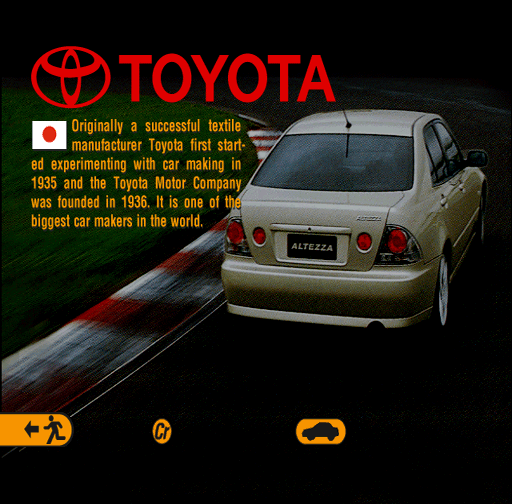 TOYOTA
Originally a successful textile
manufacturer Toyota first start-
ed experimenting with car making in
1935 and the Toyota Motor Company
was founded in 1936. It is one of the
biggest car makers in the world.
ALTEZZA
ALTEZZA
Cr